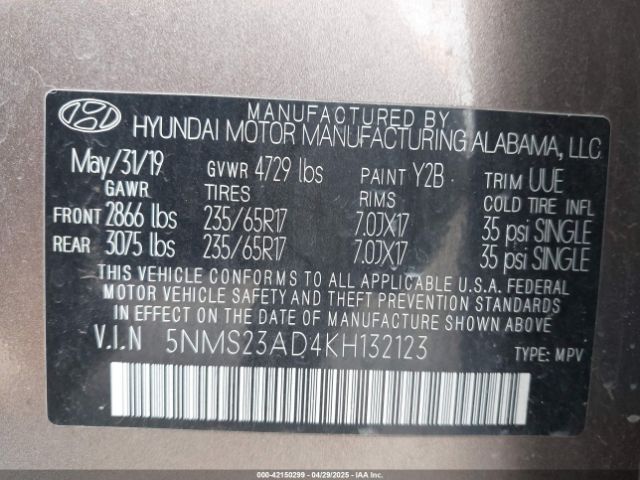 MANUFACTURED BY
HYUNDAI MOTOR MANUFACTURING ALABAMA, LLC
May/31/19 GVWR 4729 lbs PAINT Y2B TRIM UUE
GAWR TIRES RIMS COLD TIRE INFL
FRONT 2866 lbs 235/65R17 7.0JX17 35 psi SINGLE
REAR 3075 lbs 235/65R17 7.0JX17 35 psi SINGLE
THIS VEHICLE CONFORMS TO ALL APPLICABLE U.S.A. FEDERAL
MOTOR VEHICLE SAFETY AND THEFT PREVENTION STANDARDS
IN EFFECT ON THE DATE OF MANUFACTURE SHOWN ABOVE.
V.I.N 5NMS23AD4KH132123 TYPE: MPV
000-42150299 04/29/2025 IAAI.COM